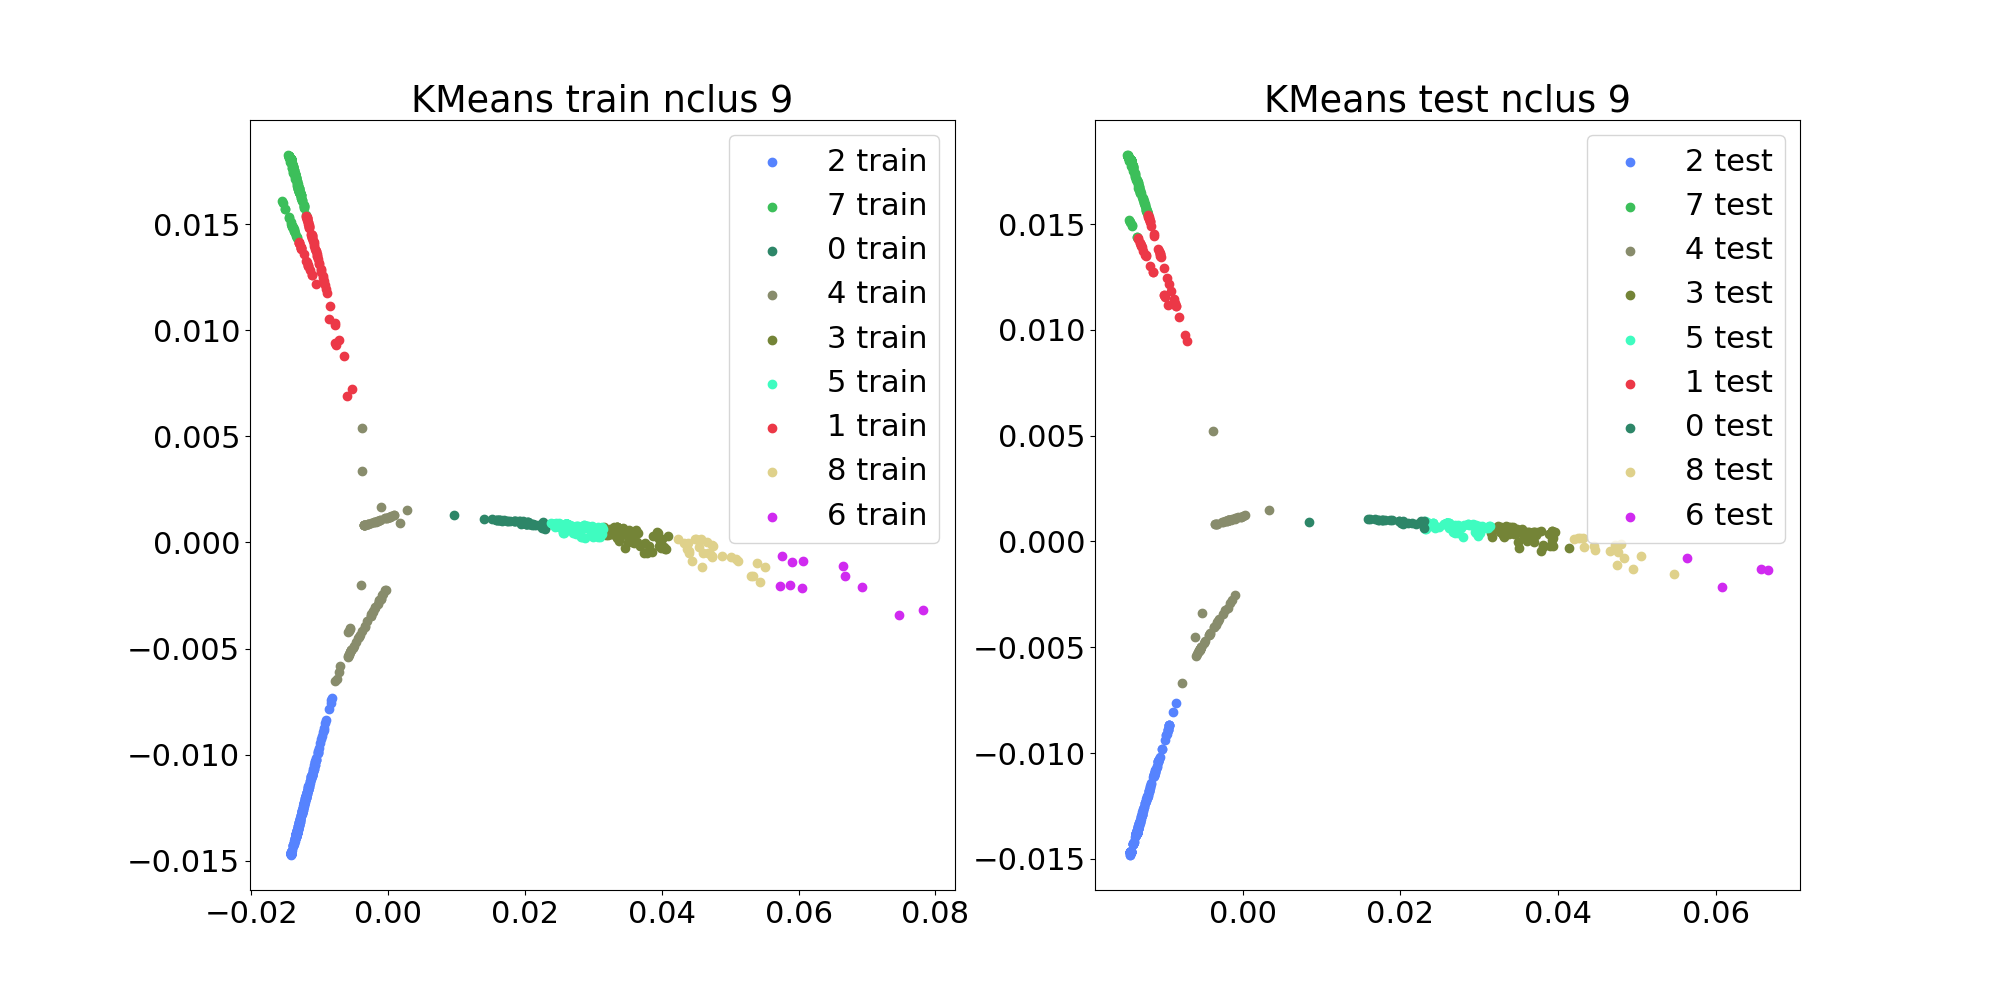 KMeans train nclus 9
2 train
7 train
0 train
4 train
3 train
5 train
1 train
8 train
6 train
0.015
0.010
0.005
0.000
−0.005
−0.010
−0.015
−0.02 0.00 0.02 0.04 0.06 0.08
KMeans test nclus 9
2 test
7 test
4 test
3 test
5 test
1 test
0 test
8 test
6 test
0.015
0.010
0.005
0.000
−0.005
−0.010
−0.015
0.00 0.02 0.04 0.06